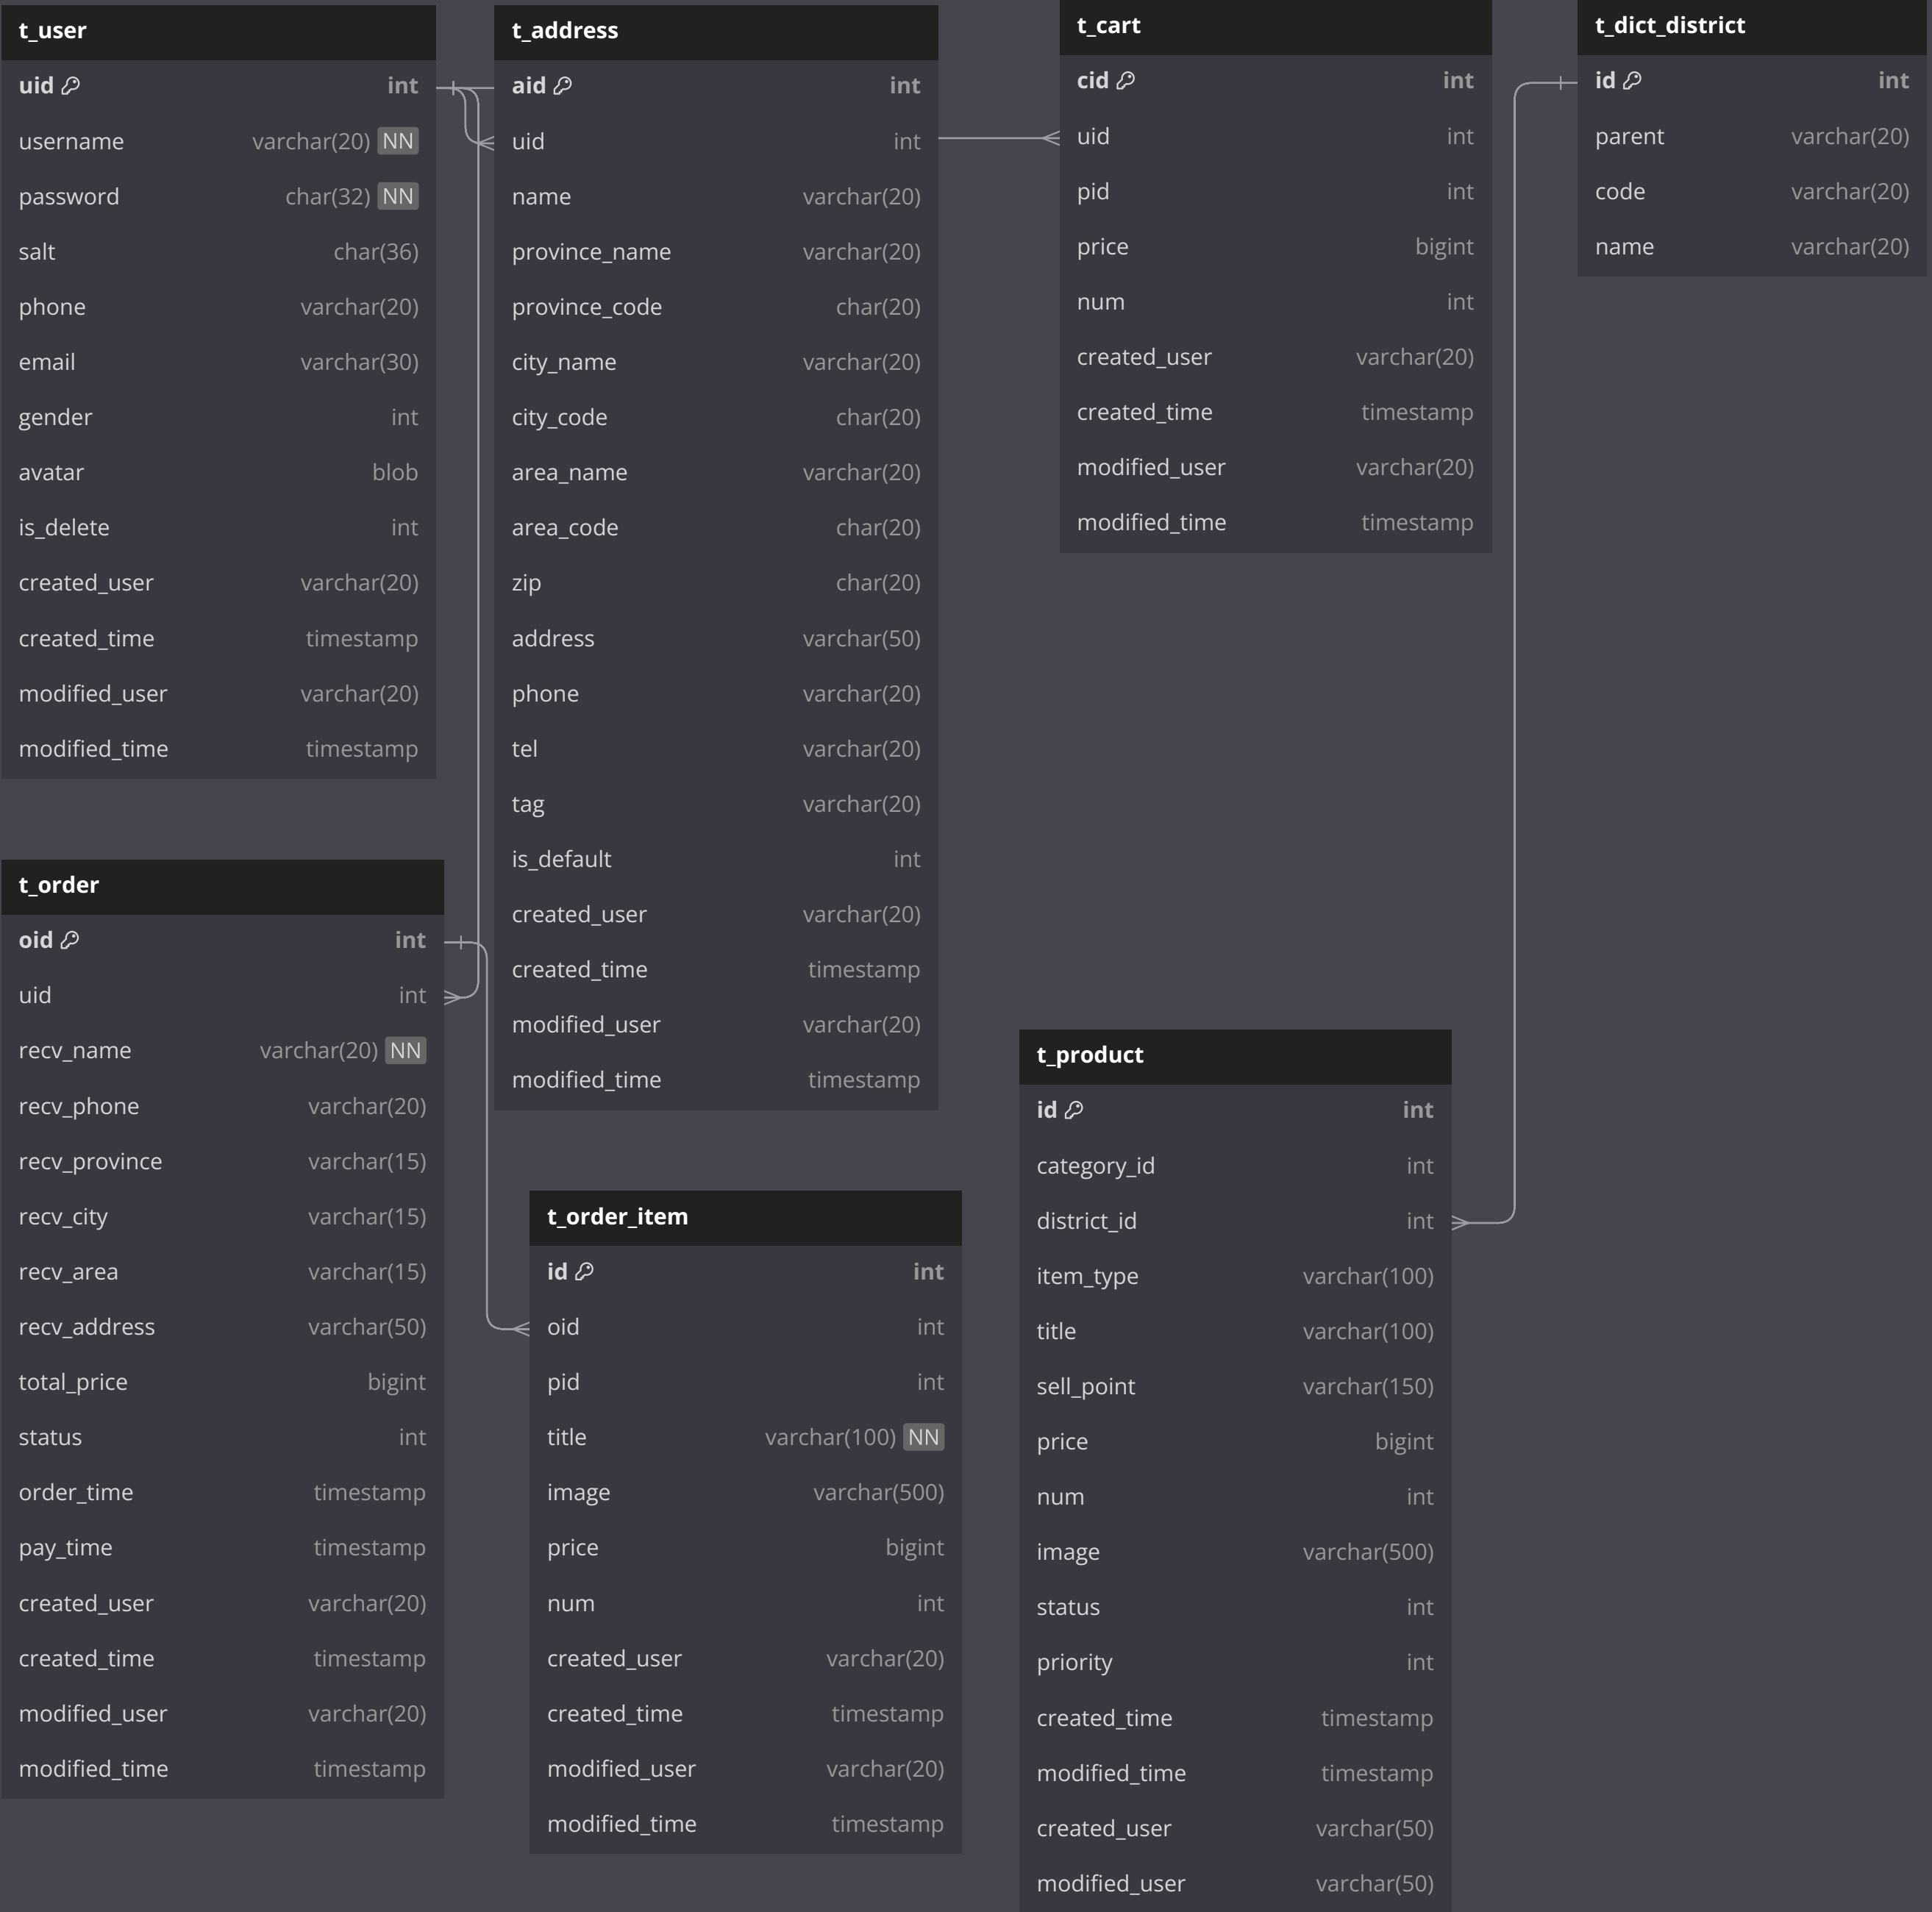 t_user
uid int
username varchar(20) NN
password char(32) NN
salt char(36)
phone varchar(20)
email varchar(30)
gender int
avatar blob
is_delete int
created_user varchar(20)
created_time timestamp
modified_user varchar(20)
modified_time timestamp
t_address
aid int
uid int
name varchar(20)
province_name varchar(20)
province_code char(20)
city_name varchar(20)
city_code char(20)
area_name varchar(20)
area_code char(20)
zip char(20)
address varchar(50)
phone varchar(20)
tel varchar(20)
tag varchar(20)
is_default int
created_user varchar(20)
created_time timestamp
modified_user varchar(20)
modified_time timestamp
t_cart
cid int
uid int
pid int
price bigint
num int
created_user varchar(20)
created_time timestamp
modified_user varchar(20)
modified_time timestamp
t_dict_district
id int
parent varchar(20)
code varchar(20)
name varchar(20)
t_order
oid int
uid int
recv_name varchar(20) NN
recv_phone varchar(20)
recv_province varchar(15)
recv_city varchar(15)
recv_area varchar(15)
recv_address varchar(50)
total_price bigint
status int
order_time timestamp
pay_time timestamp
created_user varchar(20)
created_time timestamp
modified_user varchar(20)
modified_time timestamp
t_order_item
id int
oid int
pid int
title varchar(100) NN
image varchar(500)
price bigint
num int
created_user varchar(20)
created_time timestamp
modified_user varchar(20)
modified_time timestamp
t_product
id int
category_id int
district_id int
item_type varchar(100)
title varchar(100)
sell_point varchar(150)
price bigint
num int
image varchar(500)
status int
priority int
created_time timestamp
modified_time timestamp
created_user varchar(50)
modified_user varchar(50)